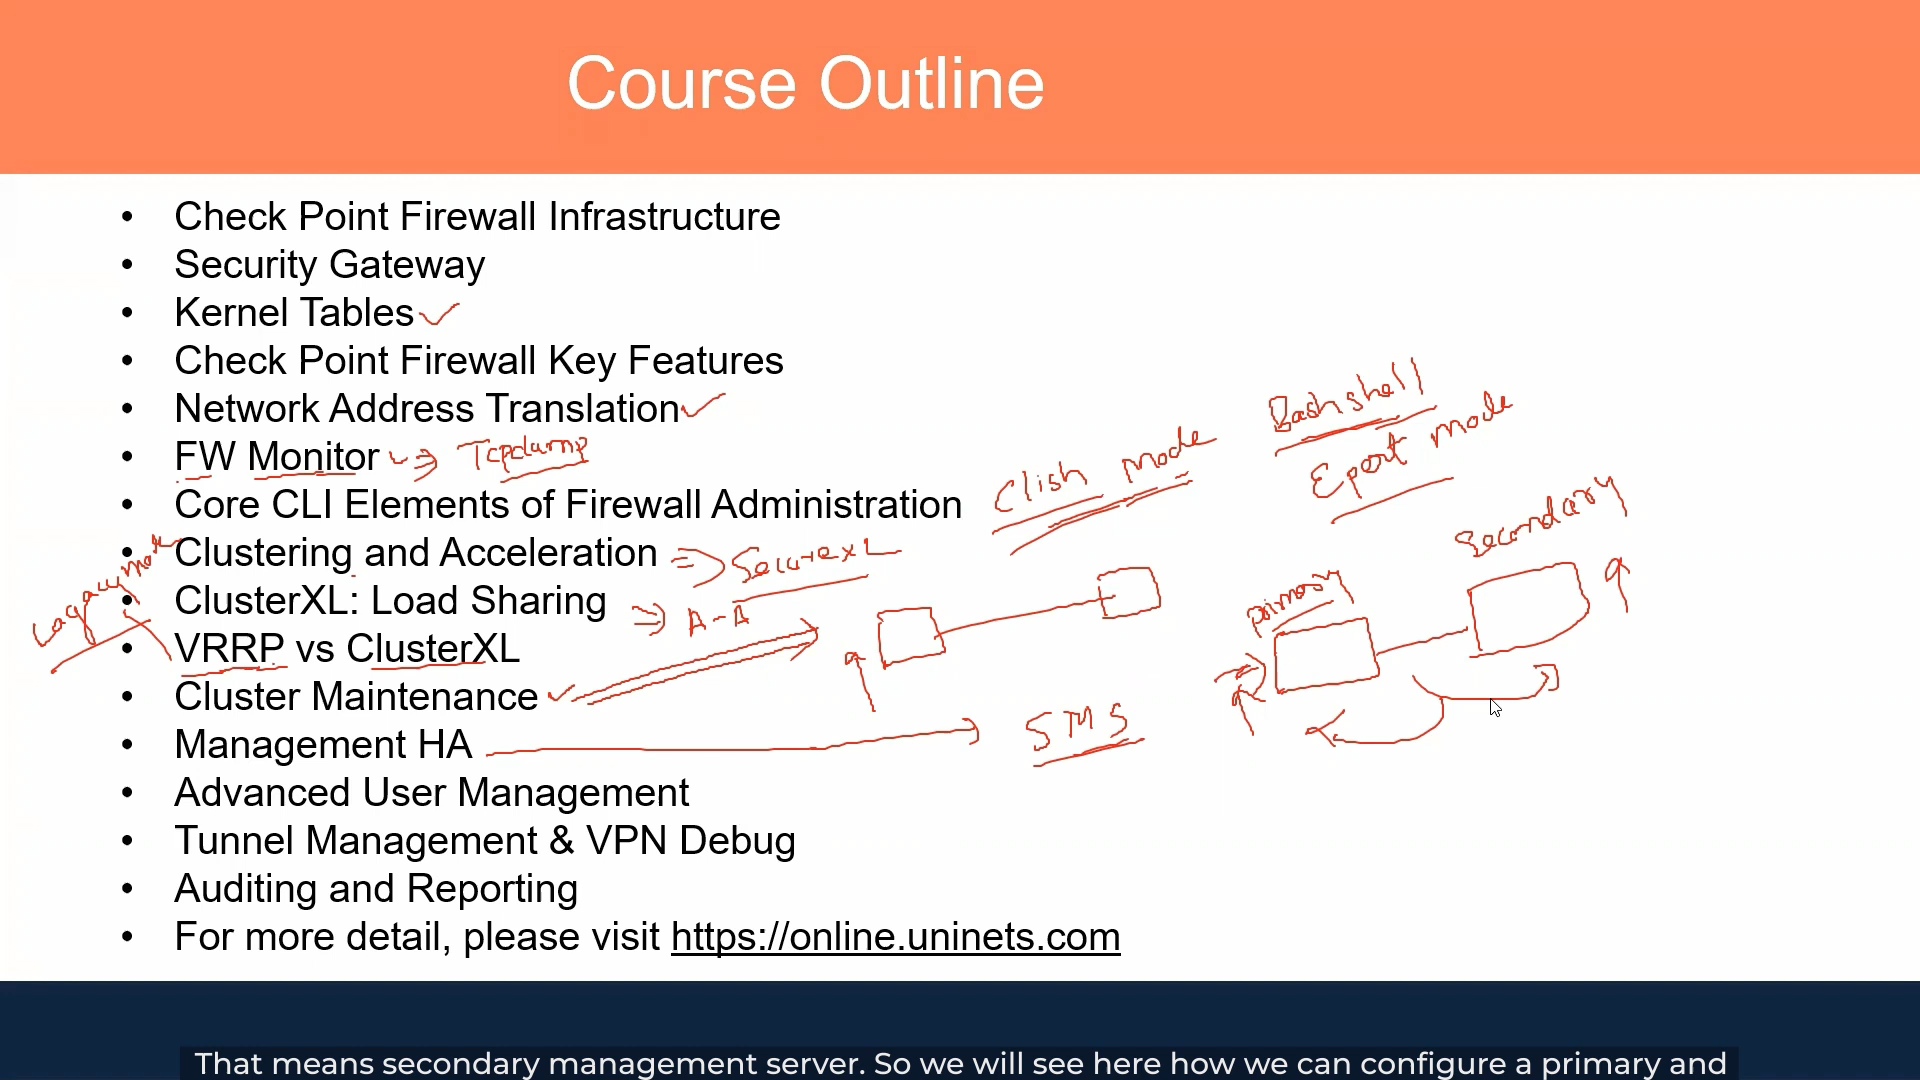 Course Outline
• Check Point Firewall Infrastructure
• Security Gateway
• Kernel Tables
• Check Point Firewall Key Features
• Network Address Translation
• FW Monitor ⇒ Tcpdump
• Core CLI Elements of Firewall Administration
• Clustering and Acceleration ⇒ SecurexL
• ClusterXL: Load Sharing ⇒ A-A
• VRRP vs ClusterXL
• Cluster Maintenance
• Management HA → SMS
• Advanced User Management
• Tunnel Management & VPN Debug
• Auditing and Reporting
• For more detail, please visit https://online.uninets.com
Clish mode
Bashshell
Epert mode
primary
Secondary
Legacy mode
That means secondary management server. So we will see here how we can configure a primary and